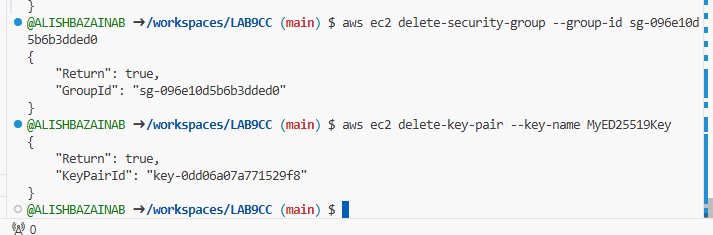 }
@ALISHBAZAINAB ➜/workspaces/LAB9CC (main) $ aws ec2 delete-security-group --group-id sg-096e10d
5b6b3dded0
{
    "Return": true,
    "GroupId": "sg-096e10d5b6b3dded0"
}
@ALISHBAZAINAB ➜/workspaces/LAB9CC (main) $ aws ec2 delete-key-pair --key-name MyED25519Key
{
    "Return": true,
    "KeyPairId": "key-0dd06a07a771529f8"
}
@ALISHBAZAINAB ➜/workspaces/LAB9CC (main) $
0